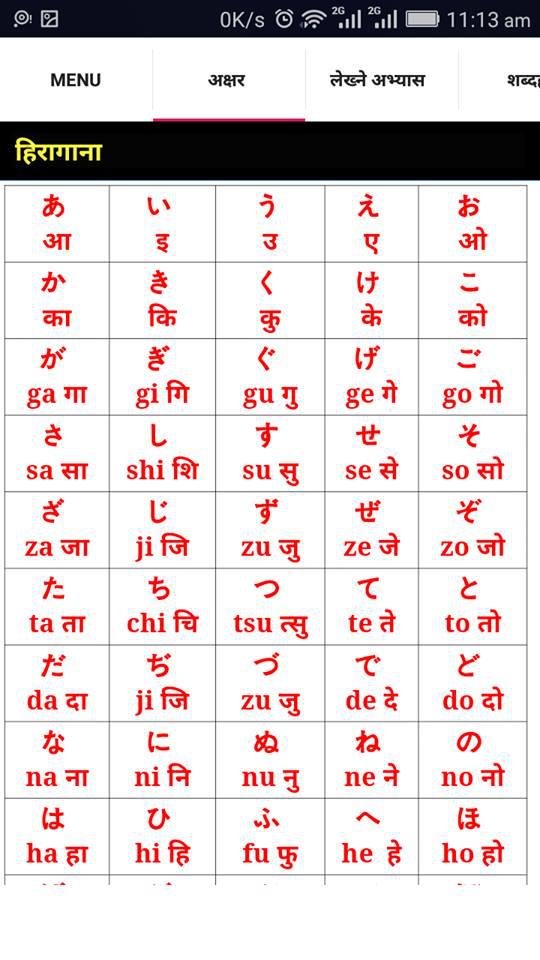 0K/s 2G 2G 11:13 am
MENU अक्षर लेख्ने अभ्यास
हिरागाना
あ い う え お
आ इ उ ए ओ
か き く け こ
का कि कु के को
が ぎ ぐ げ ご
ga गा gi गि gu गु ge गे go गो
さ し す せ そ
sa सा shi शि su सु se से so सो
ざ じ ず ぜ ぞ
za जा ji जि zu जु ze जे zo जो
た ち つ て と
ta ता chi चि tsu त्सु te ते to तो
だ ぢ づ で ど
da दा ji जि zu जु de दे do दो
な に ぬ ね の
na ना ni नि nu नु ne ने no नो
は ひ ふ へ ほ
ha हा hi हि fu फु he हे ho हो